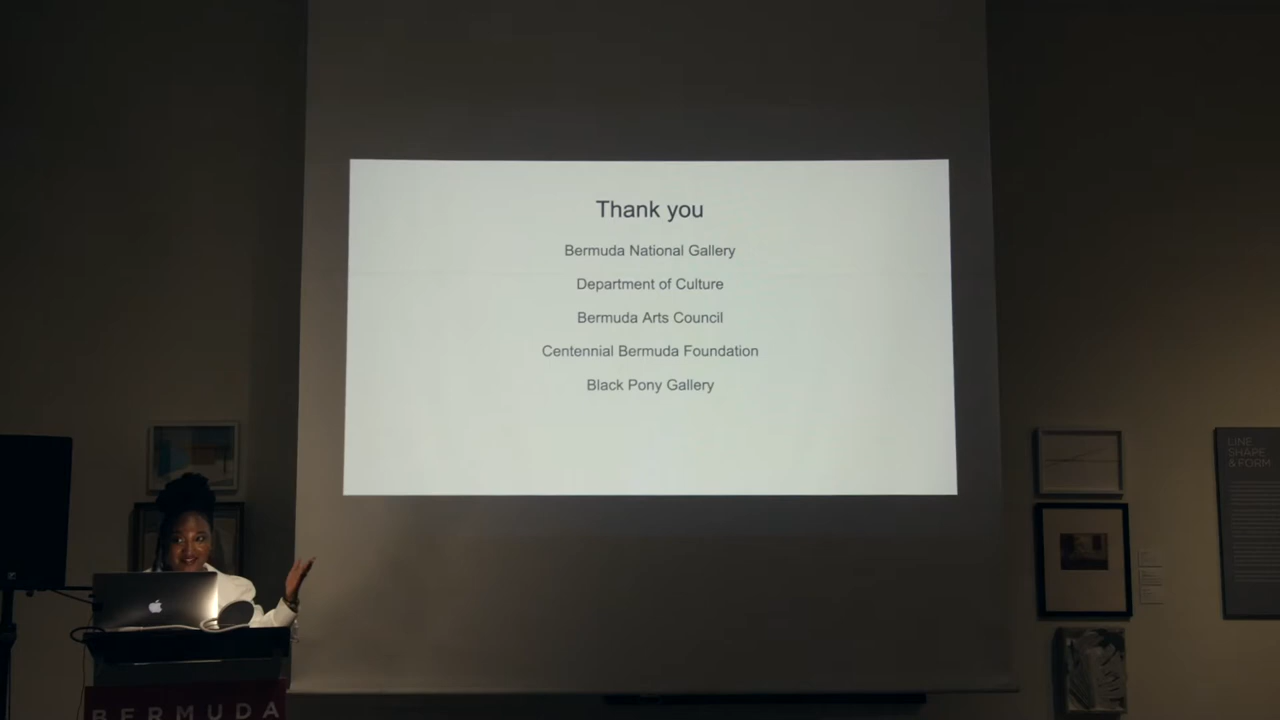 Thank you
Bermuda National Gallery
Department of Culture
Bermuda Arts Council
Centennial Bermuda Foundation
Black Pony Gallery
LINE
SHAPE
& FORM
BERMUDA